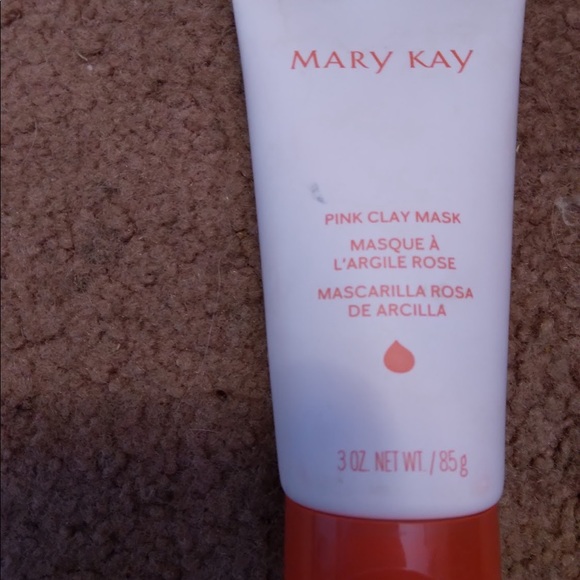 MARY KAY
PINK CLAY MASK
MASQUE À
L'ARGILE ROSE
MASCARILLA ROSA
DE ARCILLA
3 OZ. NET WT. / 85 g